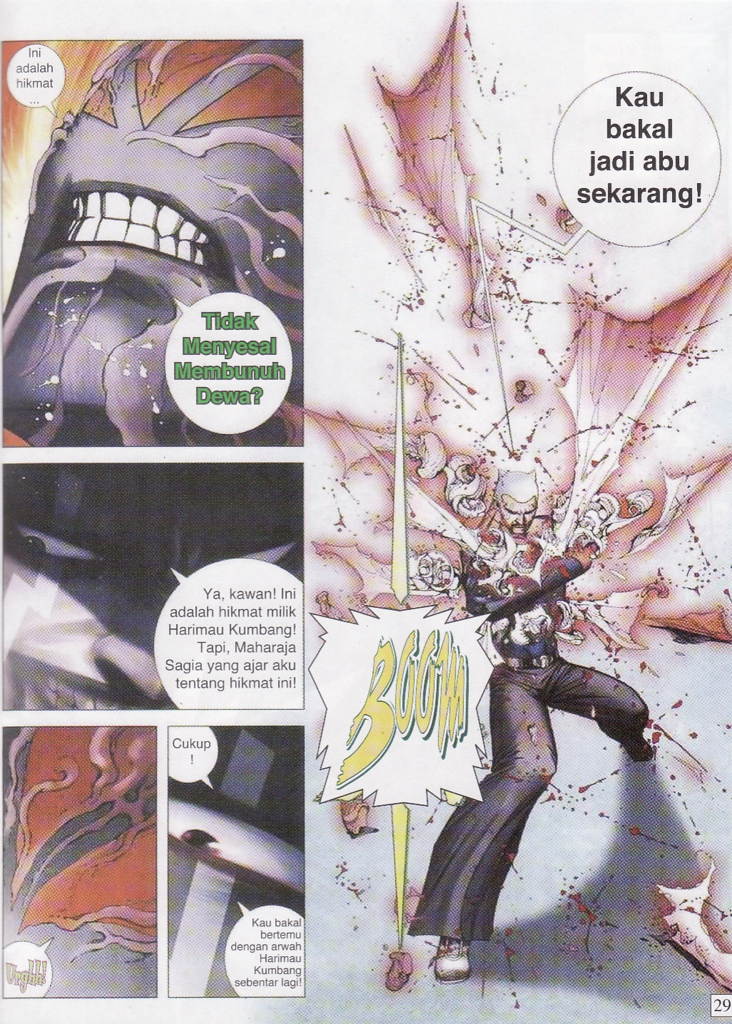 Ini
adalah
hikmat
...
Tidak
Menyesal
Membunuh
Dewa?
Ya, kawan! Ini
adalah hikmat milik
Harimau Kumbang!
Tapi, Maharaja
Sagia yang ajar aku
tentang hikmat ini!
Urghh!
Cukup
!
Kau bakal
bertemu
dengan arwah
Harimau
Kumbang
sebentar lagi!
Kau
bakal
jadi abu
sekarang!
BOOM
29